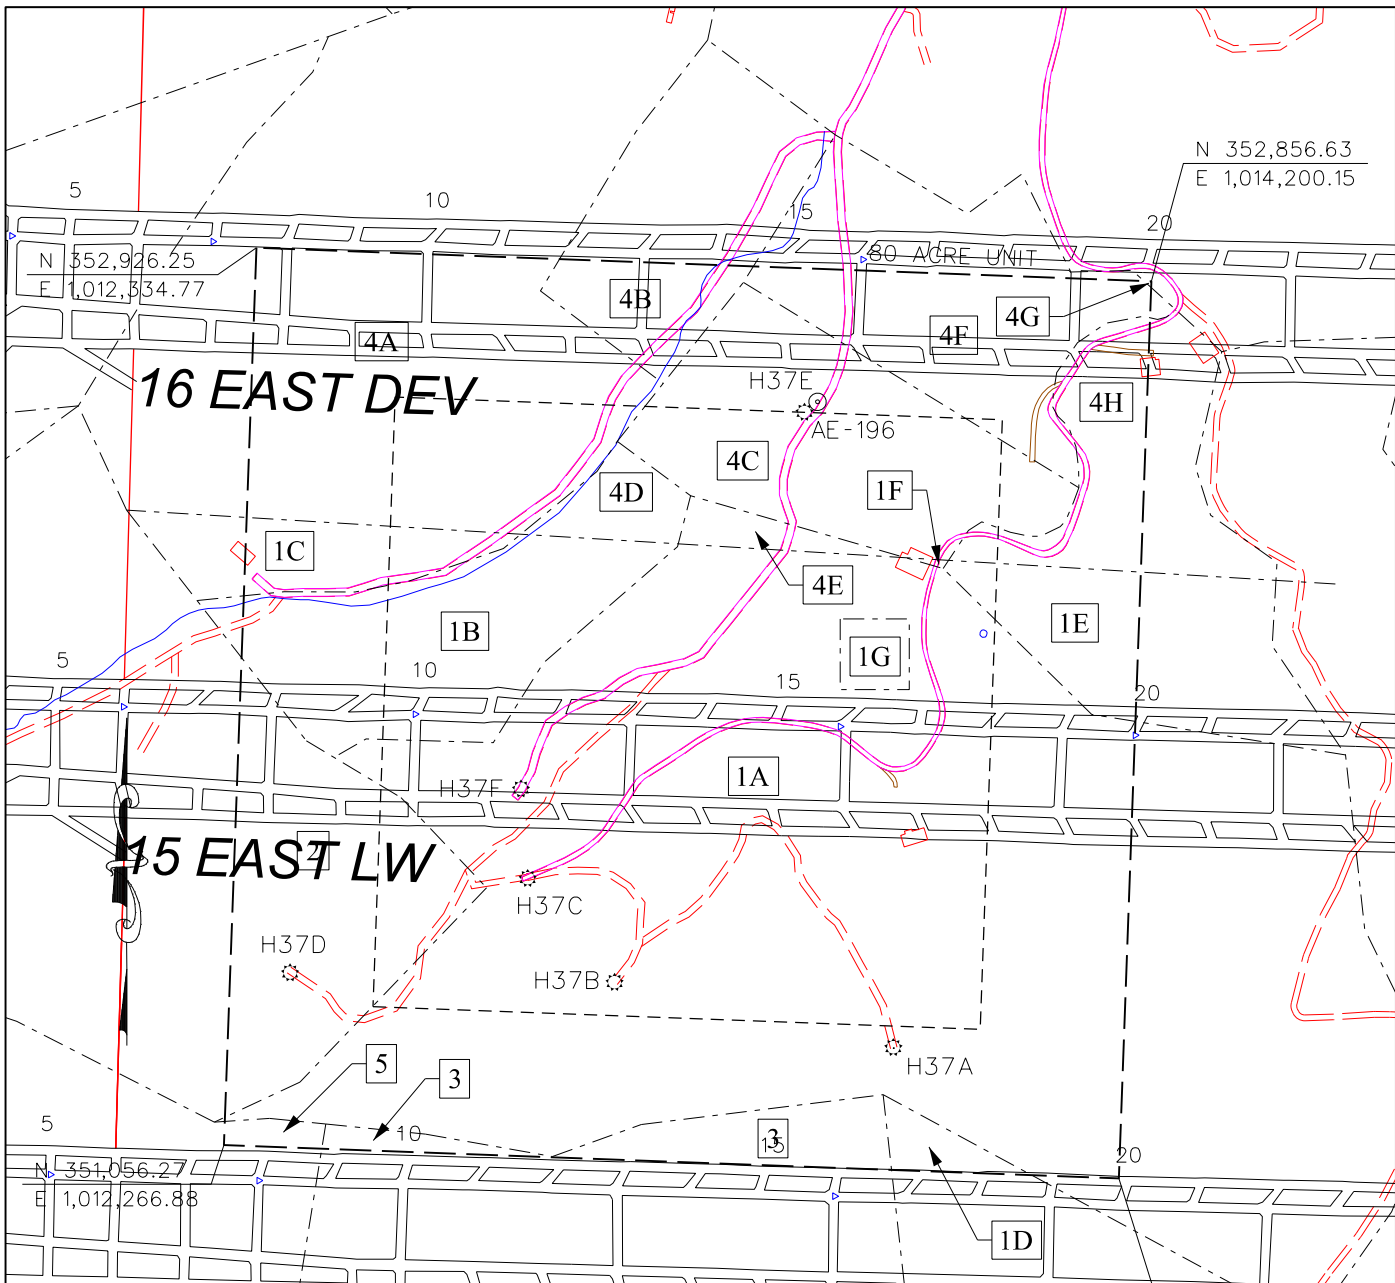 N 352,856.63
E 1,014,200.15
5
10
15
20
N 352,926.25
E 1,012,334.77
80 ACRE UNIT
4B
4G
4A
4F
16 EAST DEV
H37E
4H
AE-196
4C
4D
1F
1C
4E
1B
1E
1G
5
10
15
20
1A
H37F
15 EAST LW
2
H37C
H37D
H37B
H37A
5
3
5
10
3
15
20
N 351,056.27
E 1,012,266.88
1D